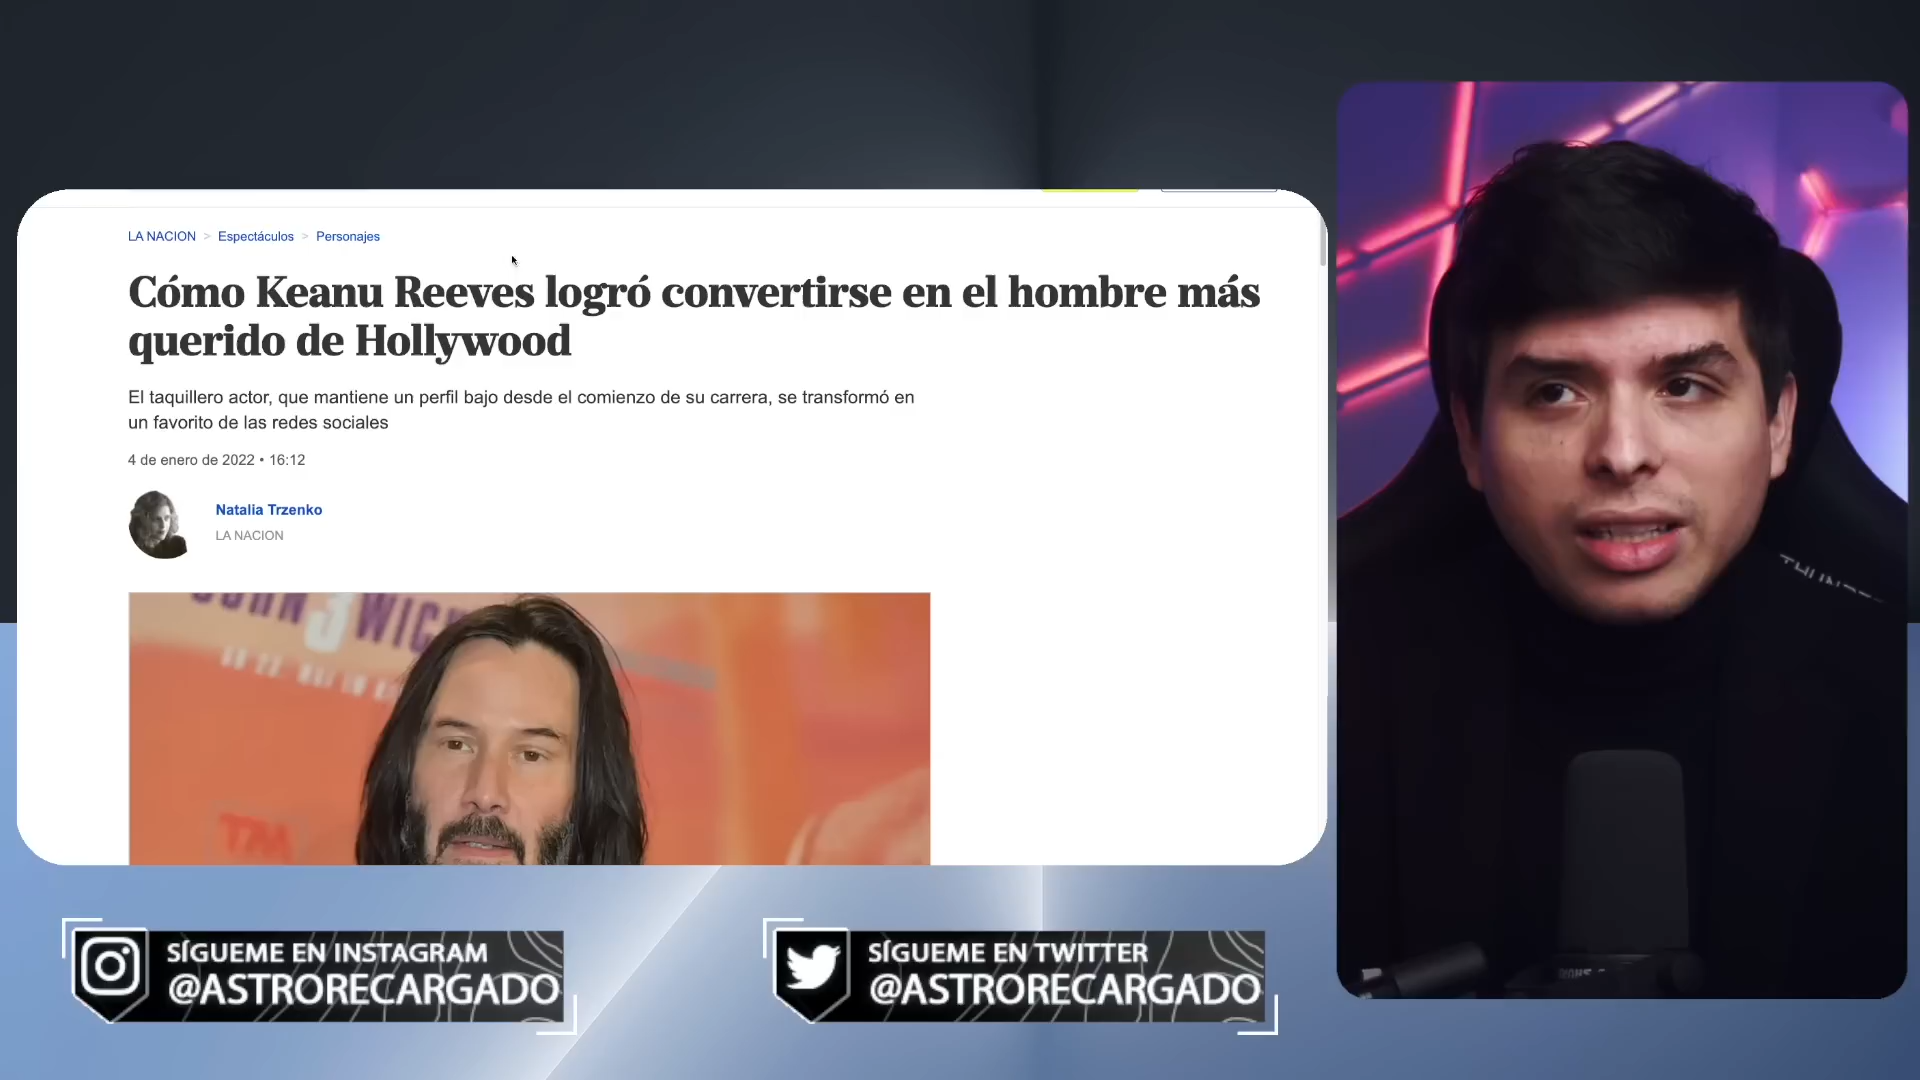 LA NACION > Espectáculos > Personajes
Cómo Keanu Reeves logró convertirse en el hombre más
querido de Hollywood
El taquillero actor, que mantiene un perfil bajo desde el comienzo de su carrera, se transformó en
un favorito de las redes sociales
4 de enero de 2022 • 16:12
Natalia Trzenko
LA NACION
JOHN 3 WICK
SÍGUEME EN INSTAGRAM
@ASTRORECARGADO
SÍGUEME EN TWITTER
@ASTRORECARGADO